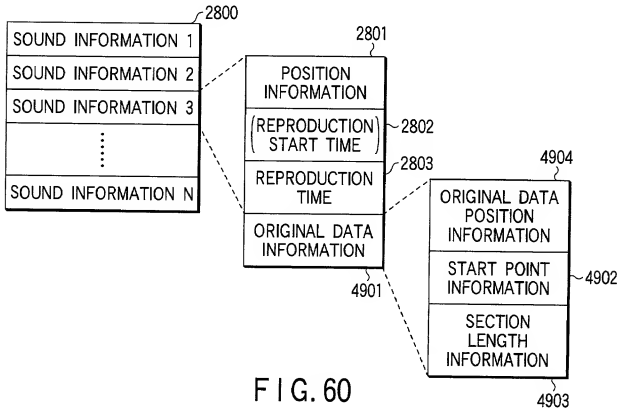 2800
SOUND INFORMATION 1
SOUND INFORMATION 2
SOUND INFORMATION 3
SOUND INFORMATION N
2801
POSITION
INFORMATION
(REPRODUCTION
START TIME)
2802
REPRODUCTION
TIME
2803
ORIGINAL DATA
INFORMATION
4901
4904
ORIGINAL DATA
POSITION
INFORMATION
START POINT
INFORMATION
4902
SECTION
LENGTH
INFORMATION
4903
FIG. 60